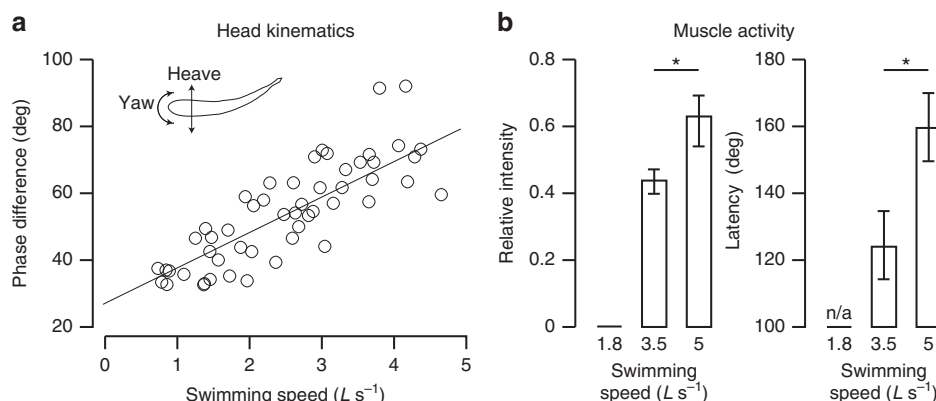 a
Head kinematics
100
80
60
40
20
Phase difference (deg)
Heave
Yaw
0 1 2 3 4 5
Swimming speed (L s⁻¹)
b
Muscle activity
0.8
0.6
0.4
0.2
0
Relative intensity
*
1.8 3.5 5
Swimming
speed (L s⁻¹)
180
160
140
120
100
Latency (deg)
*
n/a
1.8 3.5 5
Swimming
speed (L s⁻¹)